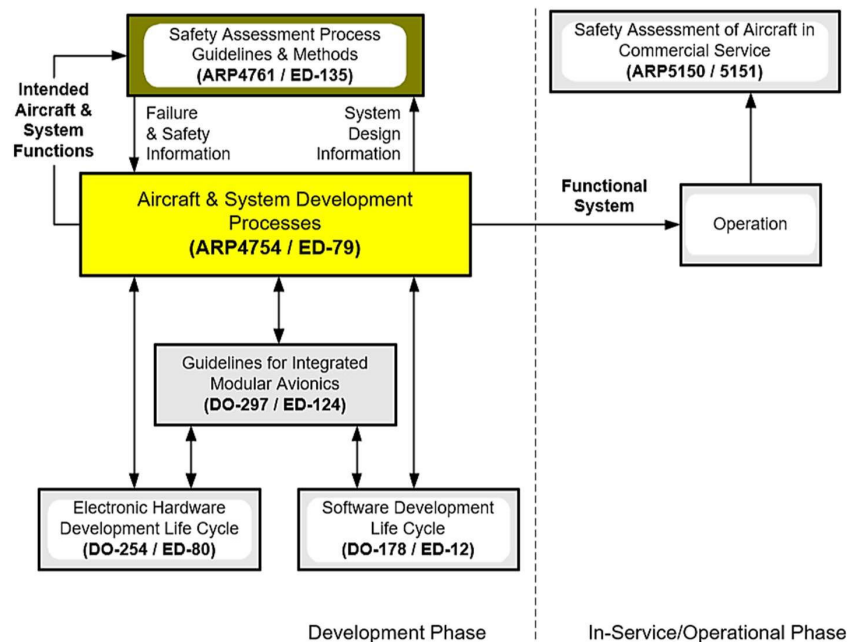 Safety Assessment Process
Guidelines & Methods
(ARP4761 / ED-135)
Safety Assessment of Aircraft in
Commercial Service
(ARP5150 / 5151)
Intended
Aircraft &
System
Functions
Failure
& Safety
Information
System
Design
Information
Aircraft & System Development
Processes
(ARP4754 / ED-79)
Functional
System
Operation
Guidelines for Integrated
Modular Avionics
(DO-297 / ED-124)
Electronic Hardware
Development Life Cycle
(DO-254 / ED-80)
Software Development
Life Cycle
(DO-178 / ED-12)
Development Phase
In-Service/Operational Phase